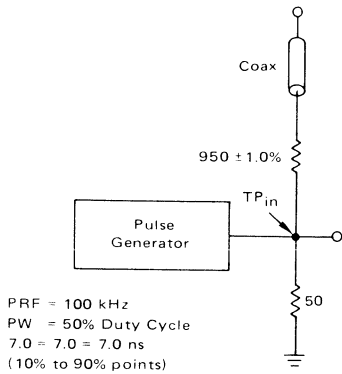 Coax
950 ±1.0%
TPin
Pulse
Generator
50
PRF = 100 kHz
PW = 50% Duty Cycle
7.0 = 7.0 = 7.0 ns
(10% to 90% points)